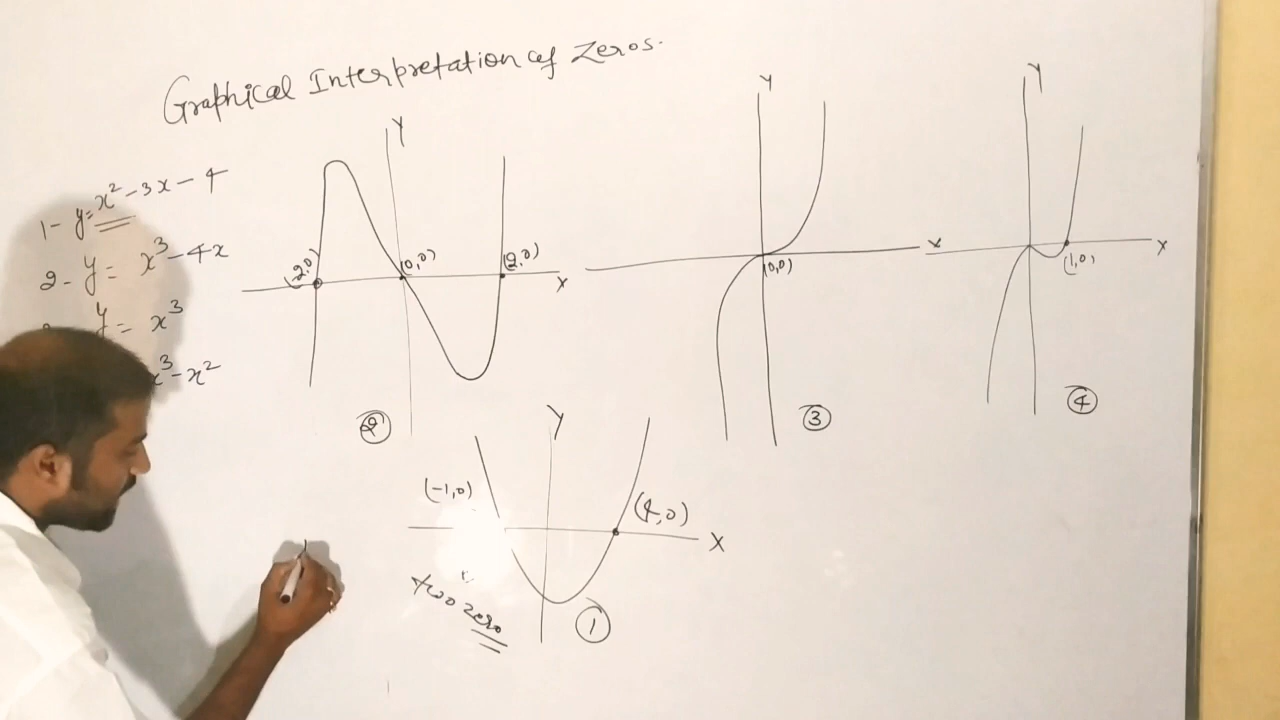 Graphical Interpretation of Zeros.
1- y=x²-3x-4
2- y = x³-4x
y = x³
x³-x²
Y
(-2,0)
(0,0)
(2,0)
X
2
Y
X
(0,0)
3
Y
X
(1,0)
4
Y
(-1,0)
(4,0)
X
two zero
1